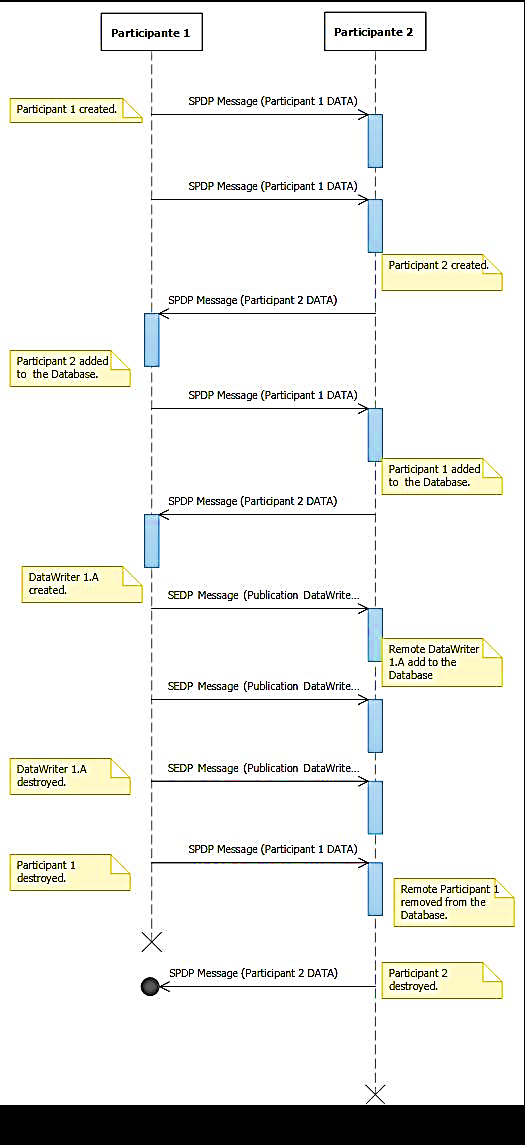 Participante 1
Participante 2
SPDP Message (Participant 1 DATA)
Participant 1 created.
SPDP Message (Participant 1 DATA)
Participant 2 created.
SPDP Message (Participant 2 DATA)
Participant 2 added
to the Database.
SPDP Message (Participant 1 DATA)
Participant 1 added
to the Database.
SPDP Message (Participant 2 DATA)
DataWriter 1.A
created.
SEDP Message (Publication DataWrite...
Remote DataWriter
1.A add to the
Database
SEDP Message (Publication DataWrite...
DataWriter 1.A
destroyed.
SEDP Message (Publication DataWrite...
SPDP Message (Participant 1 DATA)
Participant 1
destroyed.
Remote Participant 1
removed from the
Database.
SPDP Message (Participant 2 DATA)
Participant 2
destroyed.